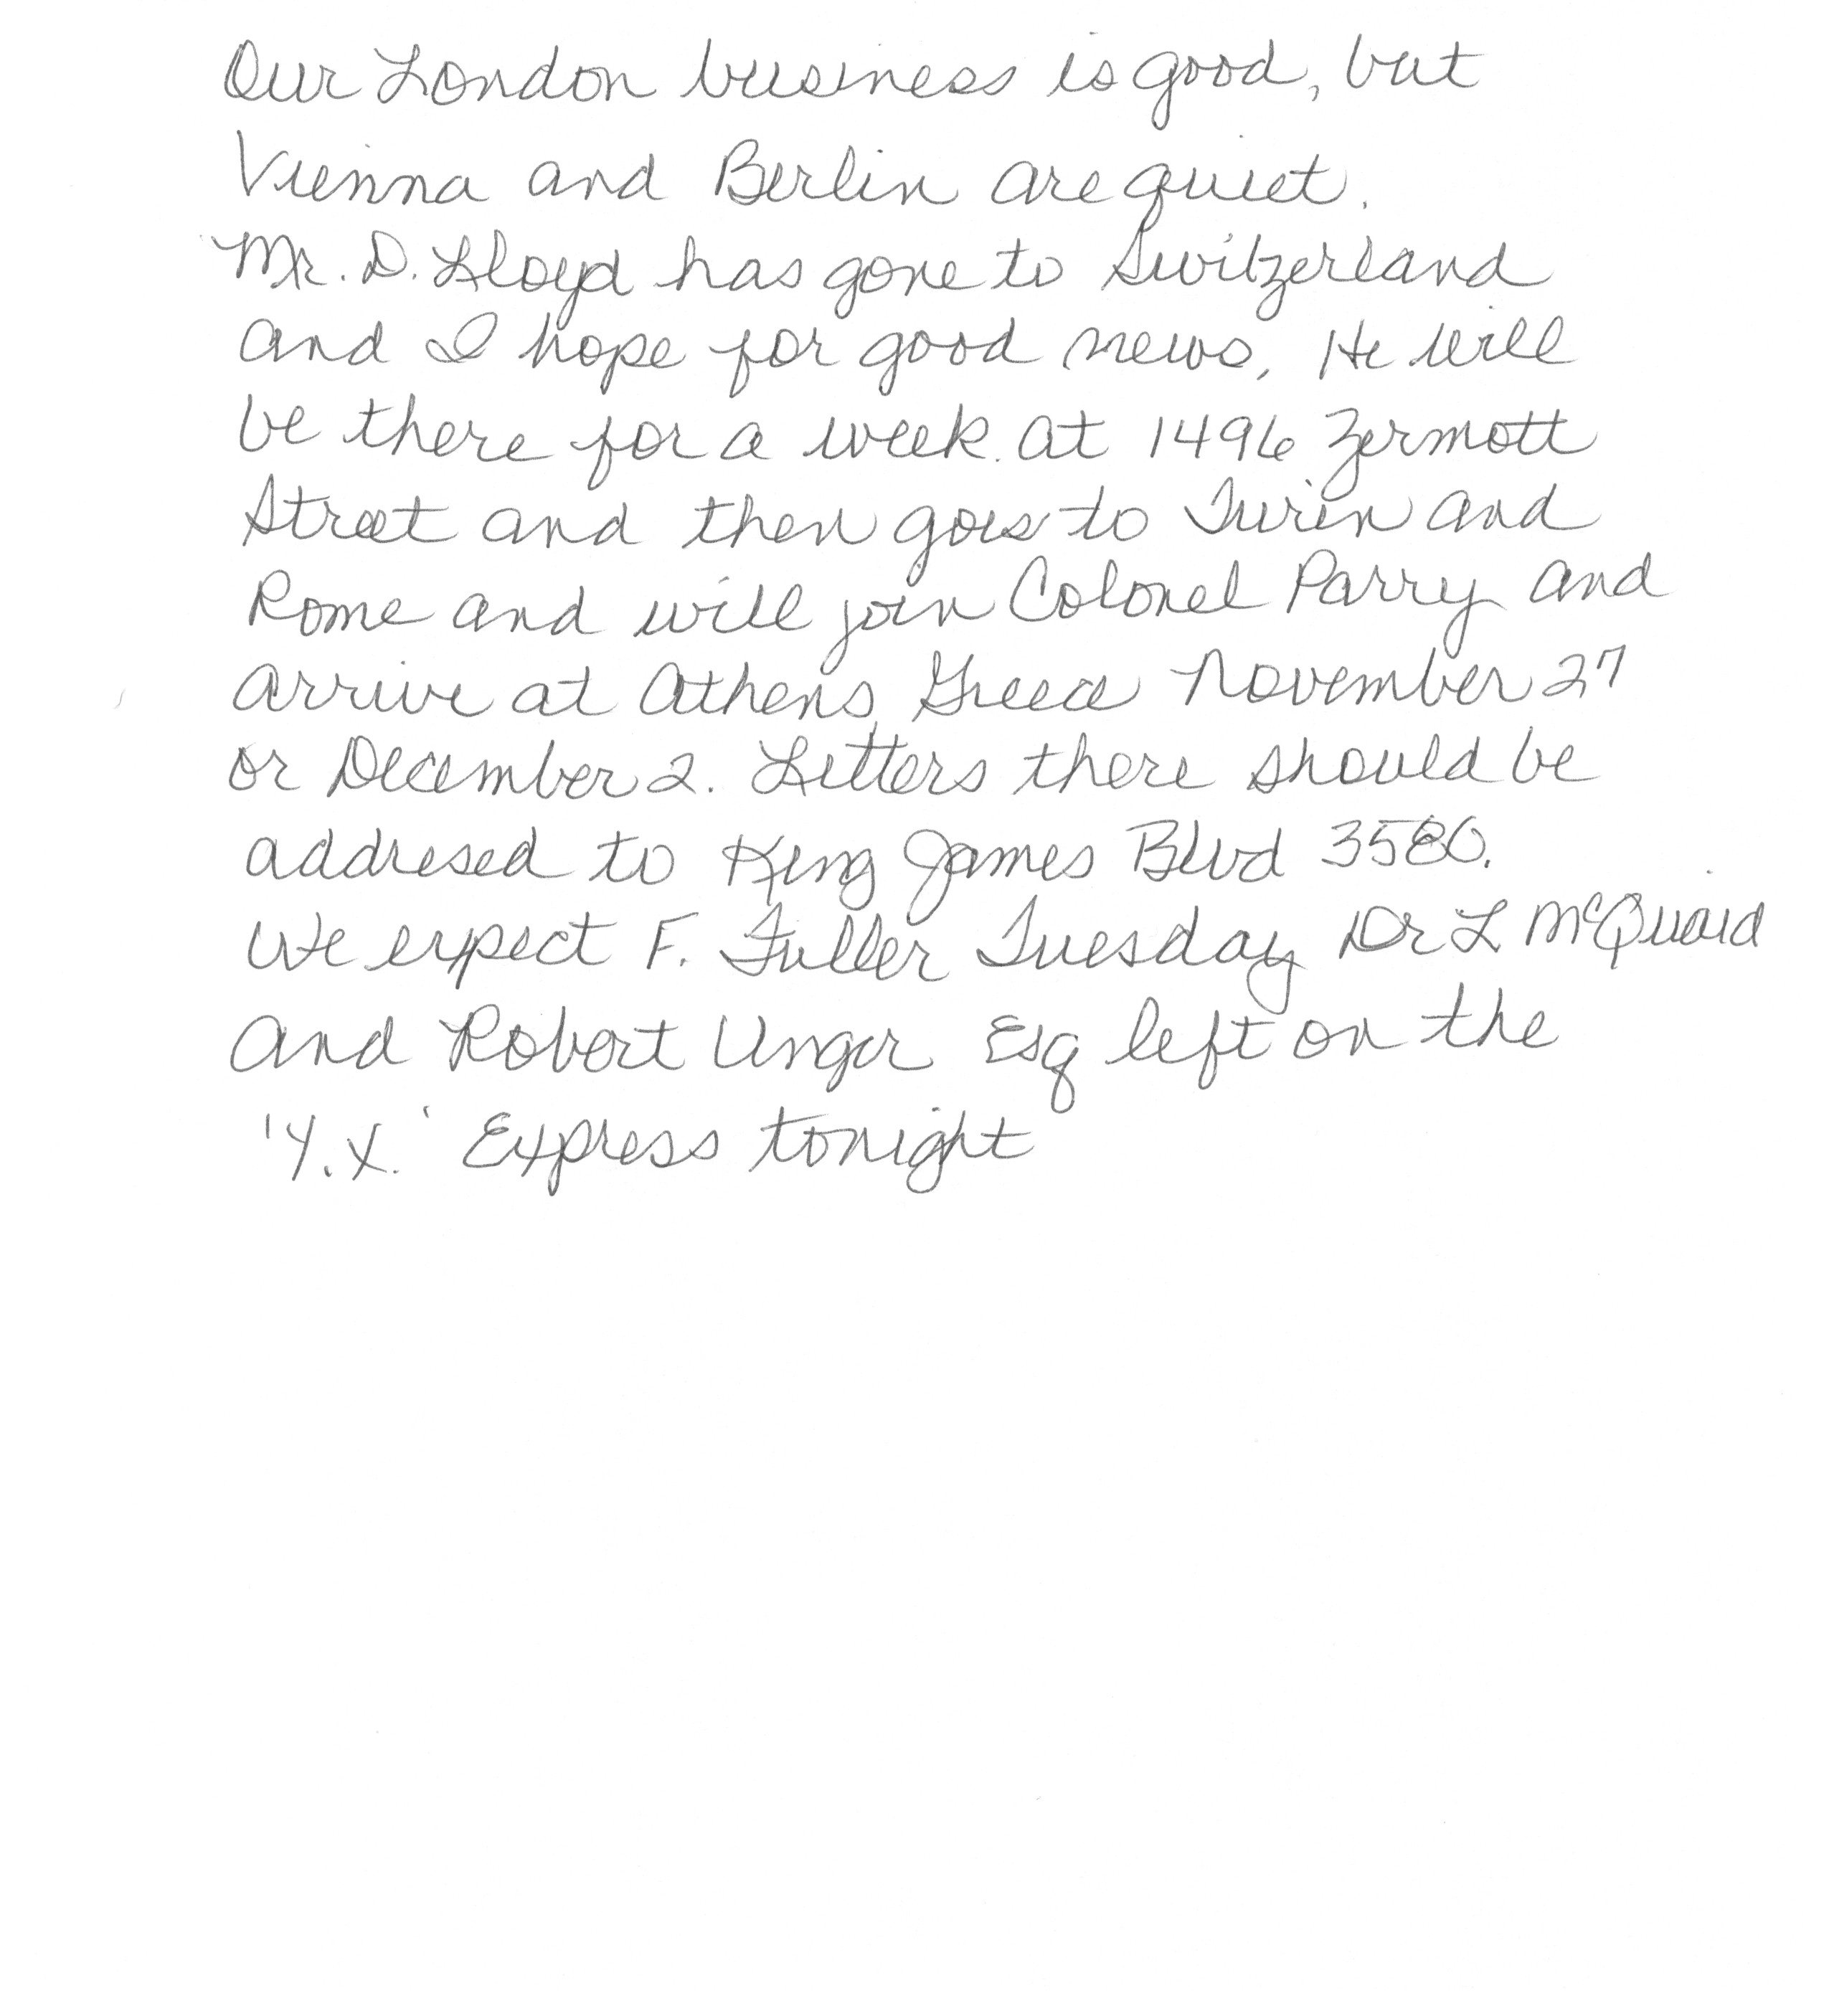 Our London business is good, but
Vienna and Berlin are quiet.
Mr. D. Lloyd has gone to Switzerland
and I hope for good news. He will
be there for a week at 1496 Zermott
Street and then goes to Turin and
Rome and will join Colonel Parry and
arrive at Athens, Greece November 27
or December 2. Letters there should be
addresed to King James Blvd 3580.
We expect F. Fuller Tuesday Dr L McQuaid
and Robert Unger Esq left on the
'Y.X.' Express tonight